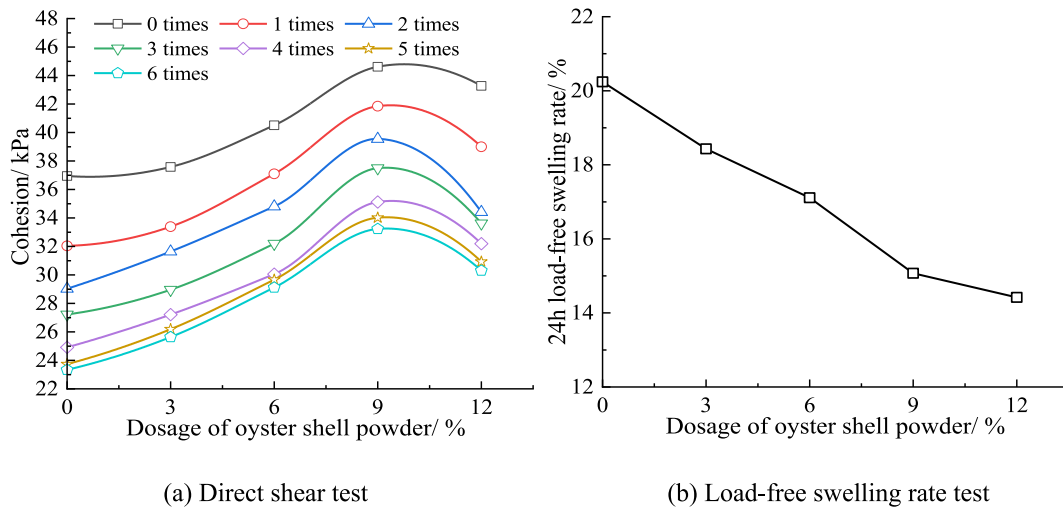 0 times 1 times 2 times
3 times 4 times 5 times
6 times
Cohesion/ kPa
48
46
44
42
40
38
36
34
32
30
28
26
24
22
0 3 6 9 12
Dosage of oyster shell powder/ %
(a) Direct shear test
24h load-free swelling rate/ %
22
20
18
16
14
12
0 3 6 9 12
Dosage of oyster shell powder/ %
(b) Load-free swelling rate test